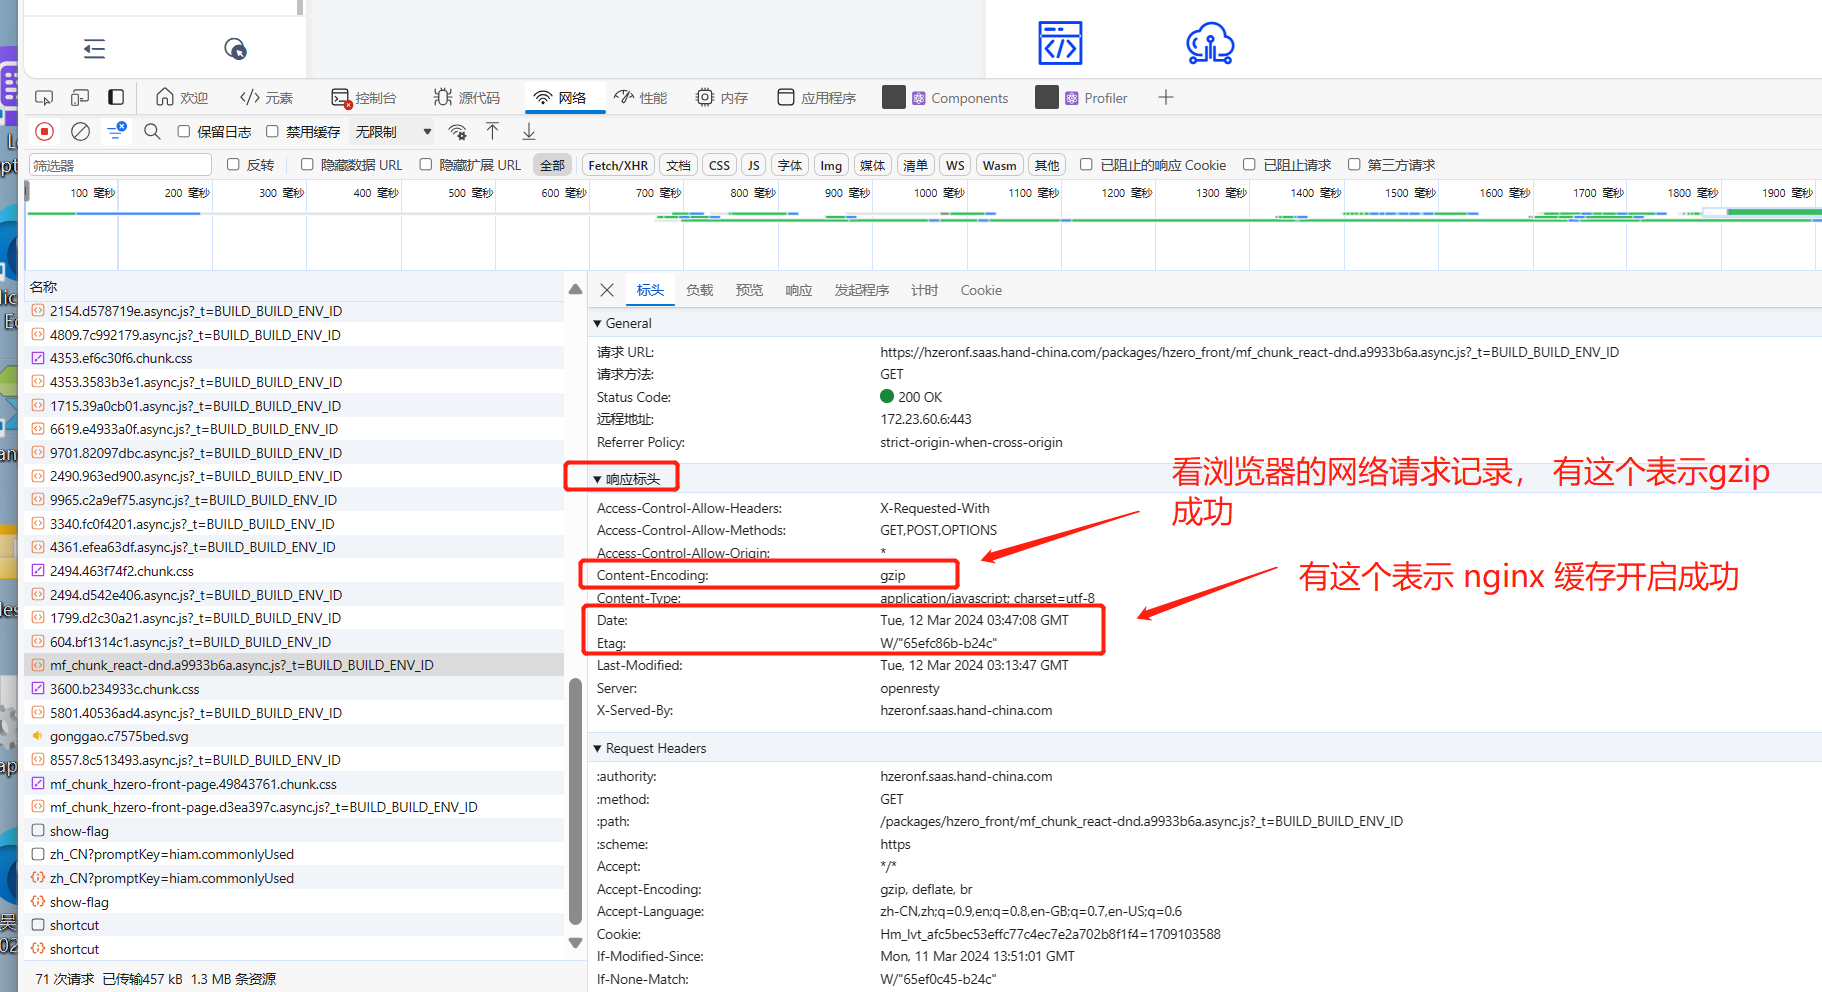 欢迎
元素
控制台
源代码
网络
性能
内存
应用程序
Components
Profiler
保留日志
禁用缓存
无限制
筛选器
反转
隐藏数据 URL
隐藏扩展 URL
全部
Fetch/XHR
文档
CSS
JS
字体
Img
媒体
清单
WS
Wasm
其他
已阻止的响应 Cookie
已阻止请求
第三方请求
100 毫秒
200 毫秒
300 毫秒
400 毫秒
500 毫秒
600 毫秒
700 毫秒
800 毫秒
900 毫秒
1000 毫秒
1100 毫秒
1200 毫秒
1300 毫秒
1400 毫秒
1500 毫秒
1600 毫秒
1700 毫秒
1800 毫秒
1900 毫秒
名称
2154.d578719e.async.js?_t=BUILD_BUILD_ENV_ID
4809.7c992179.async.js?_t=BUILD_BUILD_ENV_ID
4353.ef6c30f6.chunk.css
4353.3583b3e1.async.js?_t=BUILD_BUILD_ENV_ID
1715.39a0cb01.async.js?_t=BUILD_BUILD_ENV_ID
6619.e4933a0f.async.js?_t=BUILD_BUILD_ENV_ID
9701.82097dbc.async.js?_t=BUILD_BUILD_ENV_ID
2490.963ed900.async.js?_t=BUILD_BUILD_ENV_ID
9965.c2a9ef75.async.js?_t=BUILD_BUILD_ENV_ID
3340.fc0f4201.async.js?_t=BUILD_BUILD_ENV_ID
4361.efea63df.async.js?_t=BUILD_BUILD_ENV_ID
2494.463f74f2.chunk.css
2494.d542e406.async.js?_t=BUILD_BUILD_ENV_ID
1799.d2c30a21.async.js?_t=BUILD_BUILD_ENV_ID
604.bf1314c1.async.js?_t=BUILD_BUILD_ENV_ID
mf_chunk_react-dnd.a9933b6a.async.js?_t=BUILD_BUILD_ENV_ID
3600.b234933c.chunk.css
5801.40536ad4.async.js?_t=BUILD_BUILD_ENV_ID
gonggao.c7575bed.svg
8557.8c513493.async.js?_t=BUILD_BUILD_ENV_ID
mf_chunk_hzero-front-page.49843761.chunk.css
mf_chunk_hzero-front-page.d3ea397c.async.js?_t=BUILD_BUILD_ENV_ID
show-flag
zh_CN?promptKey=hiam.commonlyUsed
zh_CN?promptKey=hiam.commonlyUsed
show-flag
shortcut
shortcut
71 次请求 已传输457 kB 1.3 MB 条资源
标头
负载
预览
响应
发起程序
计时
Cookie
General
请求 URL: https://hzeronf.saas.hand-china.com/packages/hzero_front/mf_chunk_react-dnd.a9933b6a.async.js?_t=BUILD_BUILD_ENV_ID
请求方法: GET
Status Code: 200 OK
远程地址: 172.23.60.6:443
Referrer Policy: strict-origin-when-cross-origin
响应标头
Access-Control-Allow-Headers: X-Requested-With
Access-Control-Allow-Methods: GET,POST,OPTIONS
Access-Control-Allow-Origin: *
Content-Encoding: gzip
Content-Type: application/javascript; charset=utf-8
Date: Tue, 12 Mar 2024 03:47:08 GMT
Etag: W/"65efc86b-b24c"
Last-Modified: Tue, 12 Mar 2024 03:13:47 GMT
Server: openresty
X-Served-By: hzeronf.saas.hand-china.com
看浏览器的网络请求记录， 有这个表示gzip
成功
有这个表示 nginx 缓存开启成功
Request Headers
:authority: hzeronf.saas.hand-china.com
:method: GET
:path: /packages/hzero_front/mf_chunk_react-dnd.a9933b6a.async.js?_t=BUILD_BUILD_ENV_ID
:scheme: https
Accept: */*
Accept-Encoding: gzip, deflate, br
Accept-Language: zh-CN,zh;q=0.9,en;q=0.8,en-GB;q=0.7,en-US;q=0.6
Cookie: Hm_lvt_afc5bec53effc77c4ec7e2a702b8f1f4=1709103588
If-Modified-Since: Mon, 11 Mar 2024 13:51:01 GMT
If-None-Match: W/"65ef0c45-b24c"